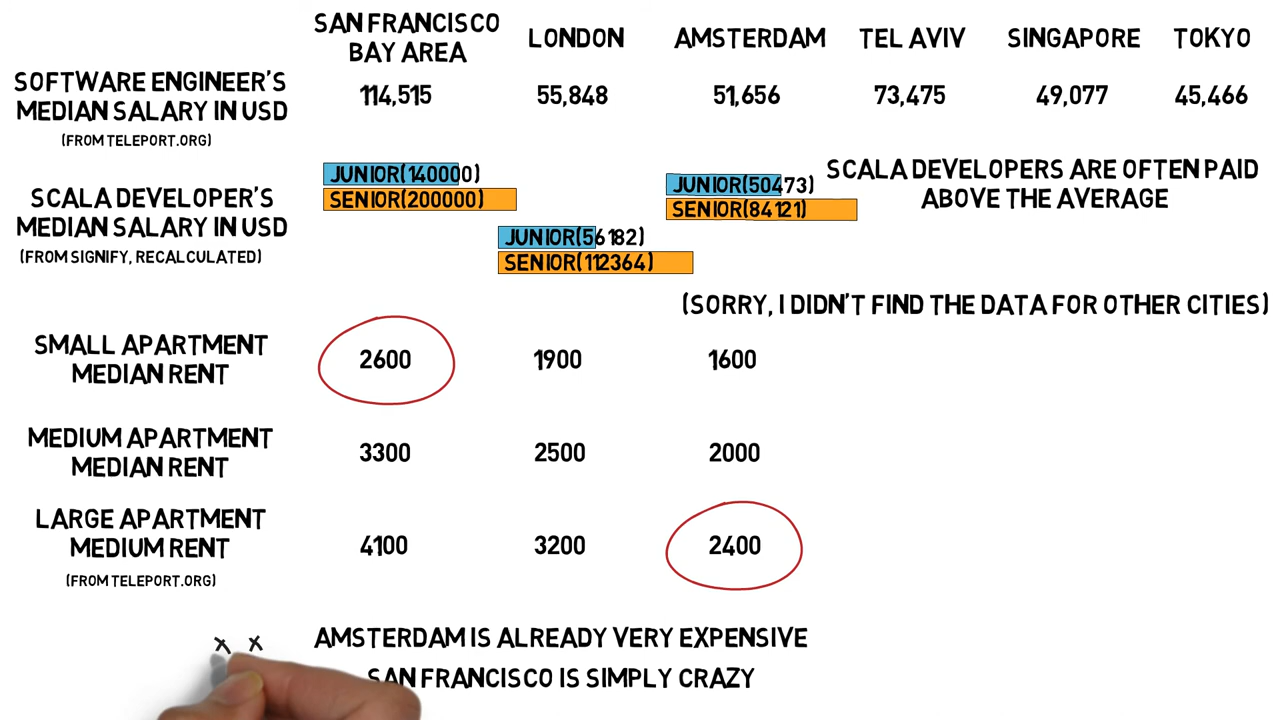 SAN FRANCISCO
BAY AREA
LONDON
AMSTERDAM
TEL AVIV
SINGAPORE
TOKYO
SOFTWARE ENGINEER'S
MEDIAN SALARY IN USD
(FROM TELEPORT.ORG)
114,515
55,848
51,656
73,475
49,077
45,466
SCALA DEVELOPER'S
MEDIAN SALARY IN USD
(FROM SIGNIFY, RECALCULATED)
JUNIOR(140000)
SENIOR(200000)
JUNIOR(56182)
SENIOR(112364)
JUNIOR(50473)
SENIOR(84121)
SCALA DEVELOPERS ARE OFTEN PAID
ABOVE THE AVERAGE
(SORRY, I DIDN'T FIND THE DATA FOR OTHER CITIES)
SMALL APARTMENT
MEDIAN RENT
2600
1900
1600
MEDIUM APARTMENT
MEDIAN RENT
3300
2500
2000
LARGE APARTMENT
MEDIUM RENT
(FROM TELEPORT.ORG)
4100
3200
2400
AMSTERDAM IS ALREADY VERY EXPENSIVE
SAN FRANCISCO IS SIMPLY CRAZY